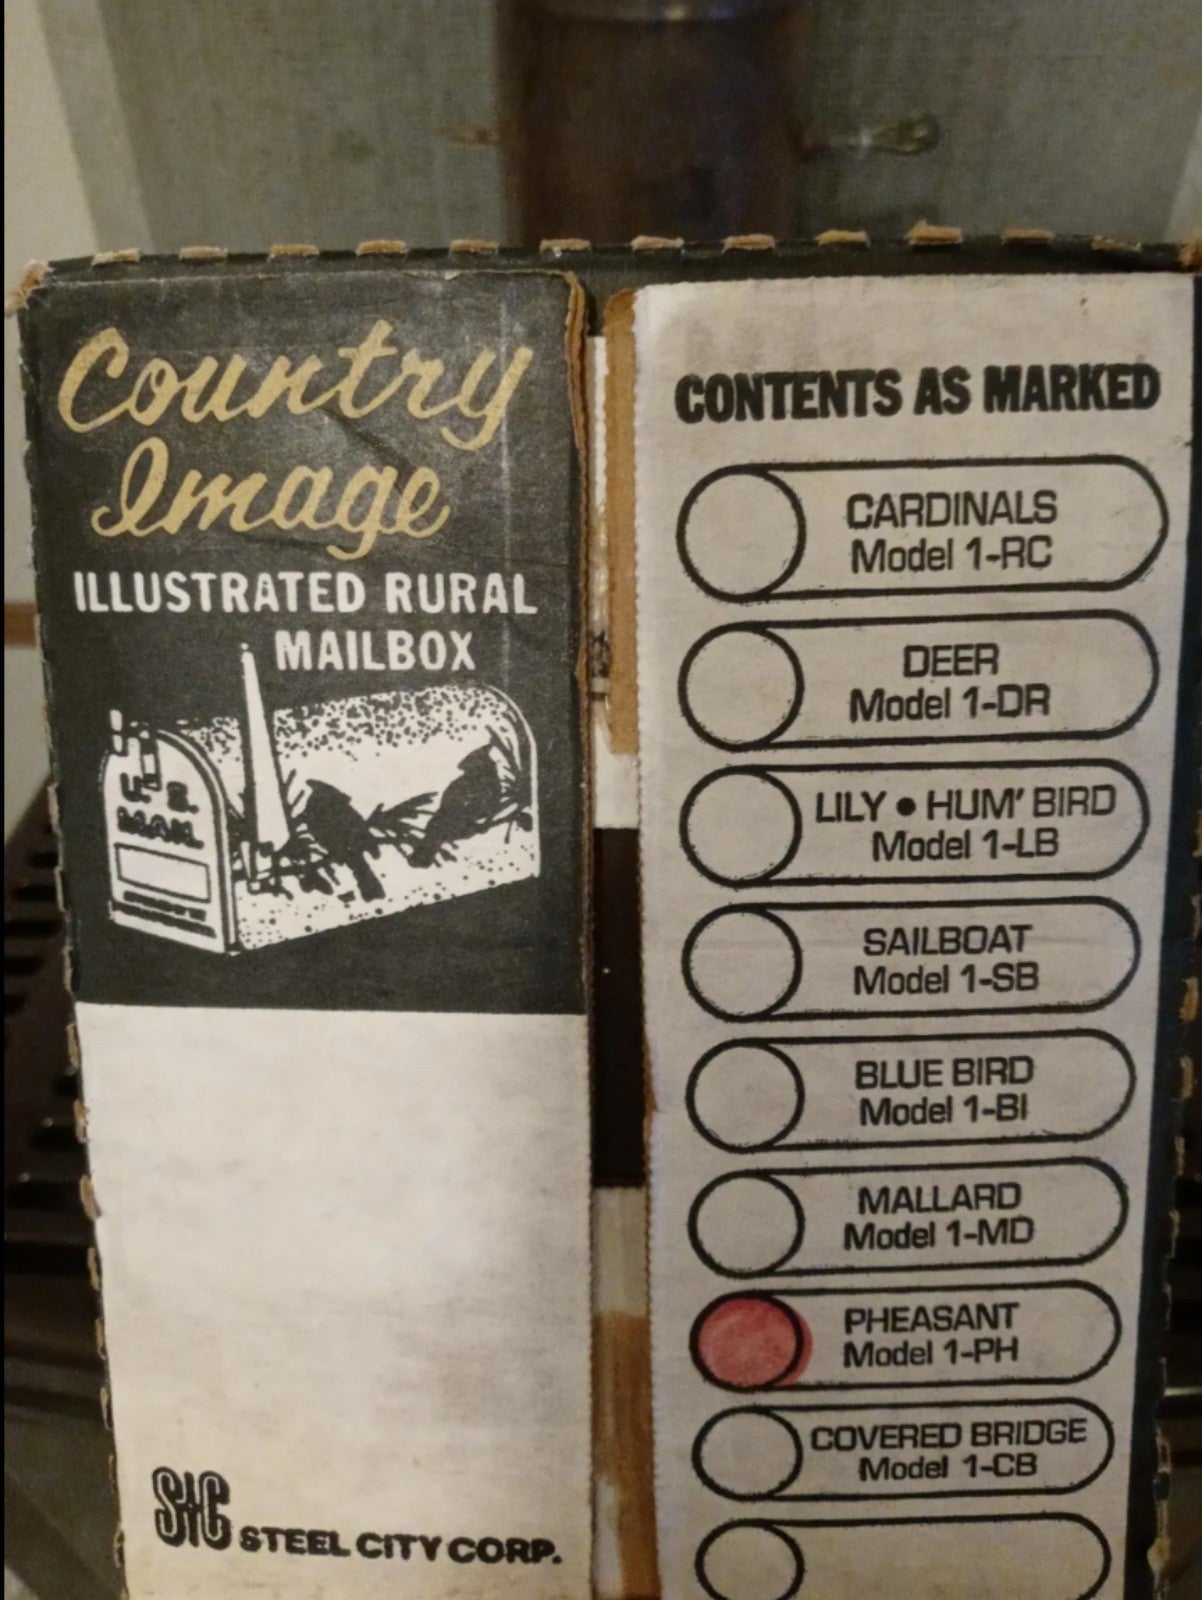 Country
Image
ILLUSTRATED RURAL
MAILBOX
U. S.
MAIL
StC STEEL CITY CORP.
CONTENTS AS MARKED
CARDINALS
Model 1-RC
DEER
Model 1-DR
LILY • HUM' BIRD
Model 1-LB
SAILBOAT
Model 1-SB
BLUE BIRD
Model 1-BI
MALLARD
Model 1-MD
PHEASANT
Model 1-PH
COVERED BRIDGE
Model 1-CB